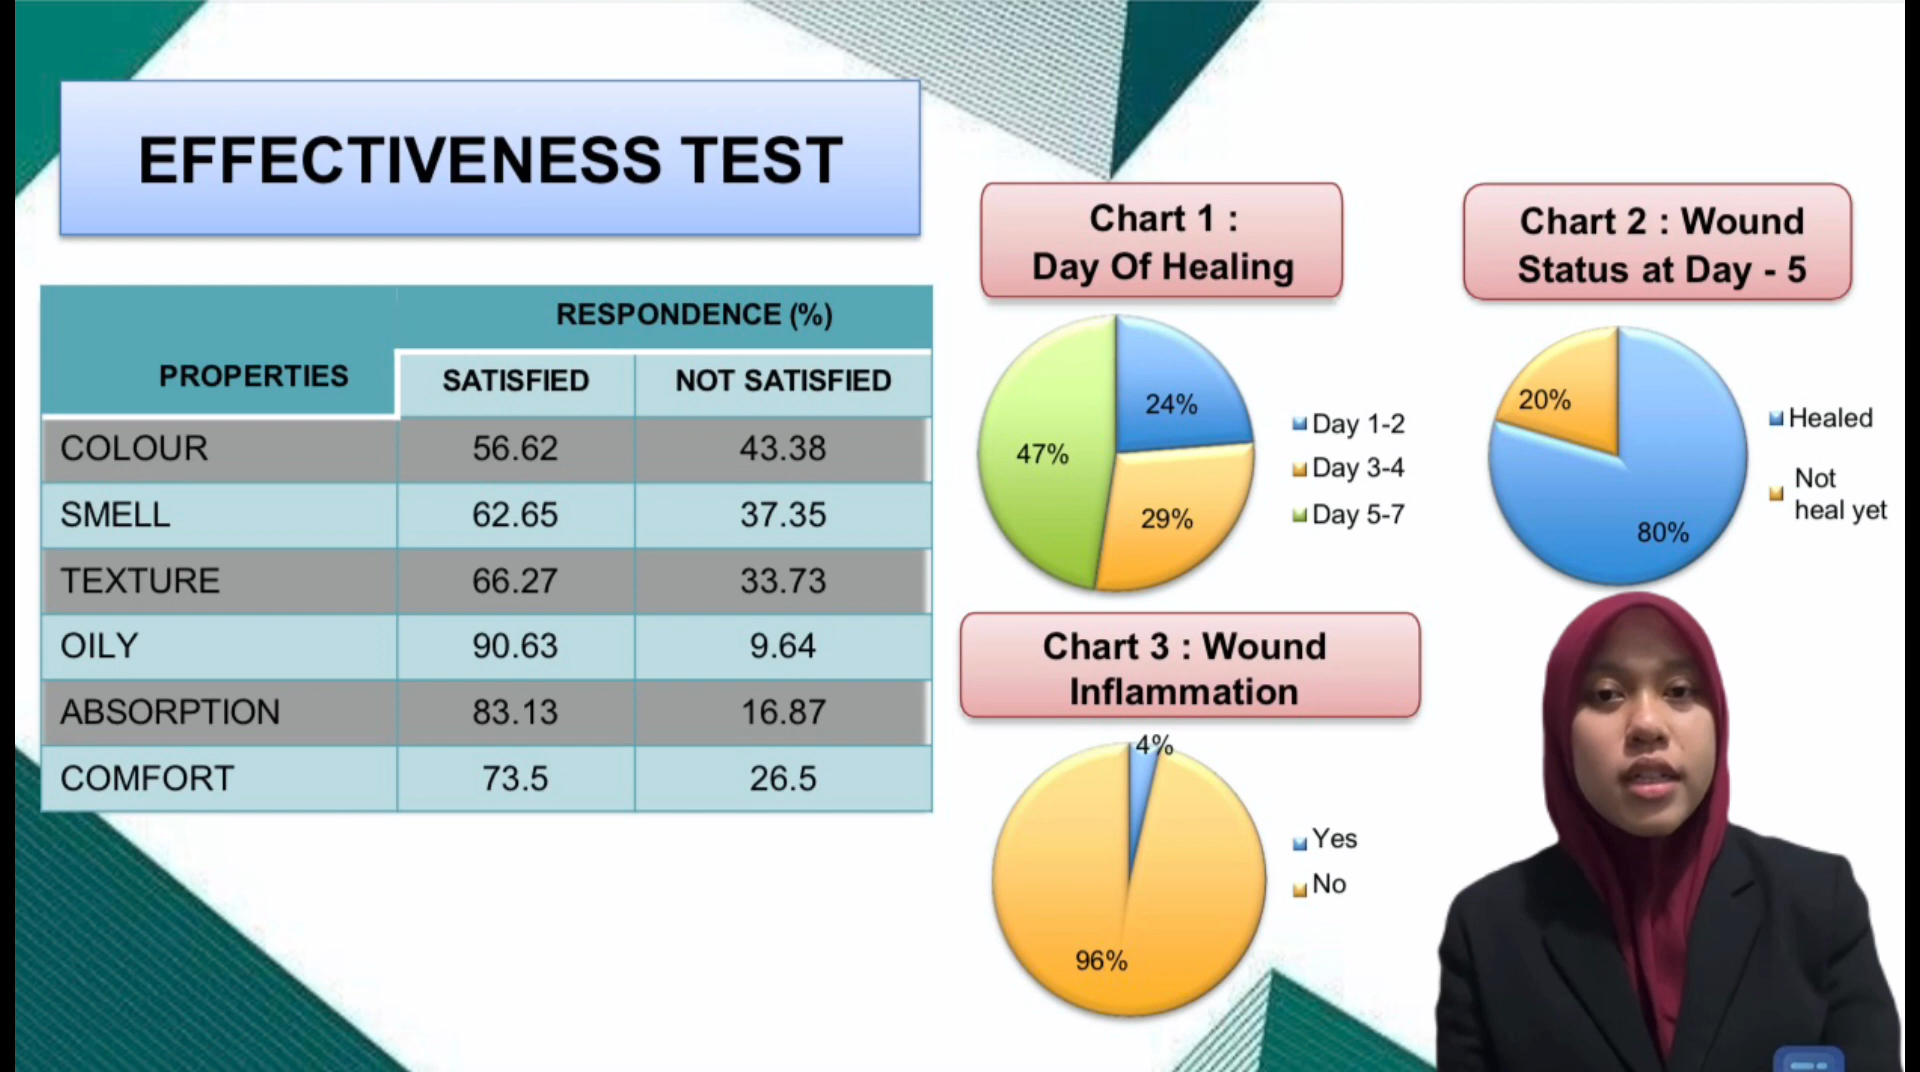 EFFECTIVENESS TEST
PROPERTIES
RESPONDENCE (%)
SATISFIED NOT SATISFIED
COLOUR 56.62 43.38
SMELL 62.65 37.35
TEXTURE 66.27 33.73
OILY 90.63 9.64
ABSORPTION 83.13 16.87
COMFORT 73.5 26.5
Chart 1 :
Day Of Healing
24%
29%
47%
Day 1-2
Day 3-4
Day 5-7
Chart 2 : Wound
Status at Day - 5
20%
80%
Healed
Not
heal yet
Chart 3 : Wound
Inflammation
4%
96%
Yes
No